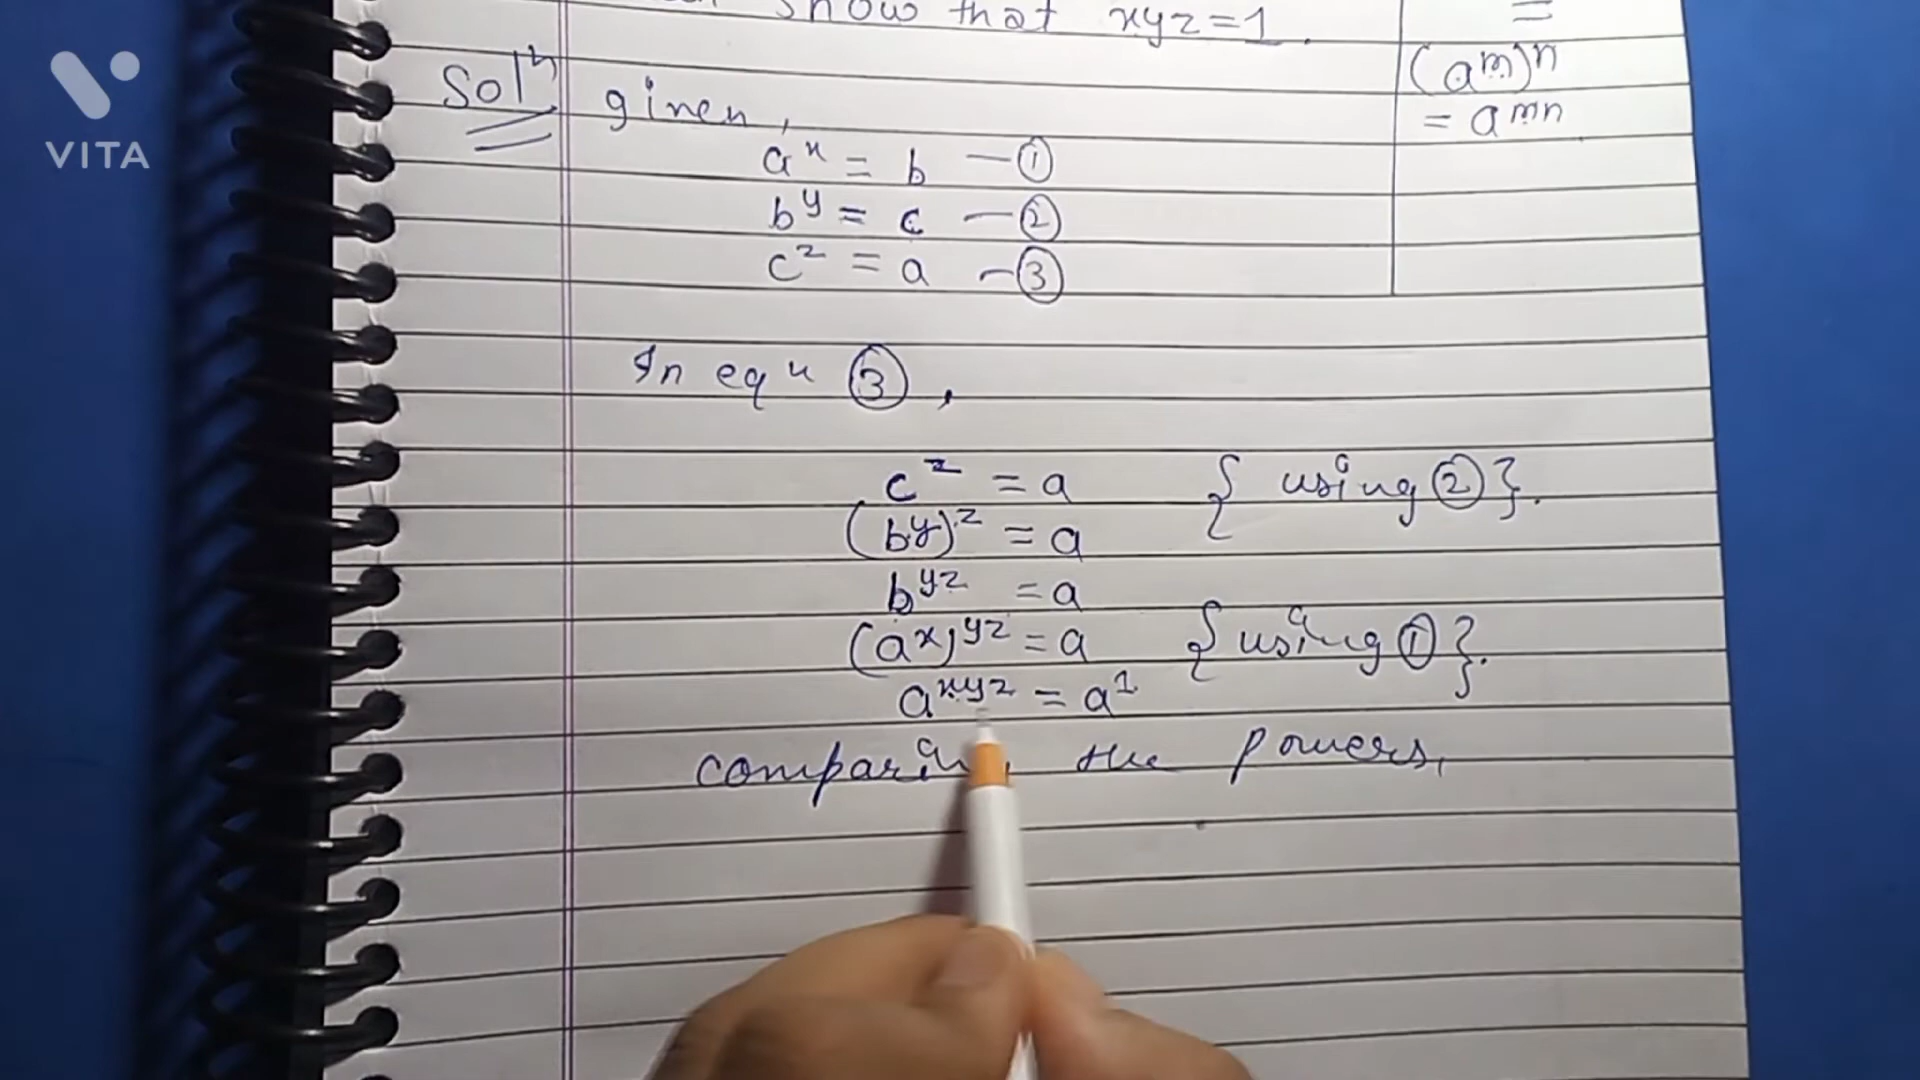 show that xyz=1.
=
(aᵐ)ⁿ
= aᵐⁿ
Solⁿ given,
aˣ = b —①
bʸ = c —②
cᶻ = a —③
In equ ③,
cᶻ = a { using ② }.
(bʸ)ᶻ = a
bʸᶻ = a
(aˣ)ʸᶻ = a { using ① }.
aˣʸᶻ = a¹
comparing the powers,
VITA